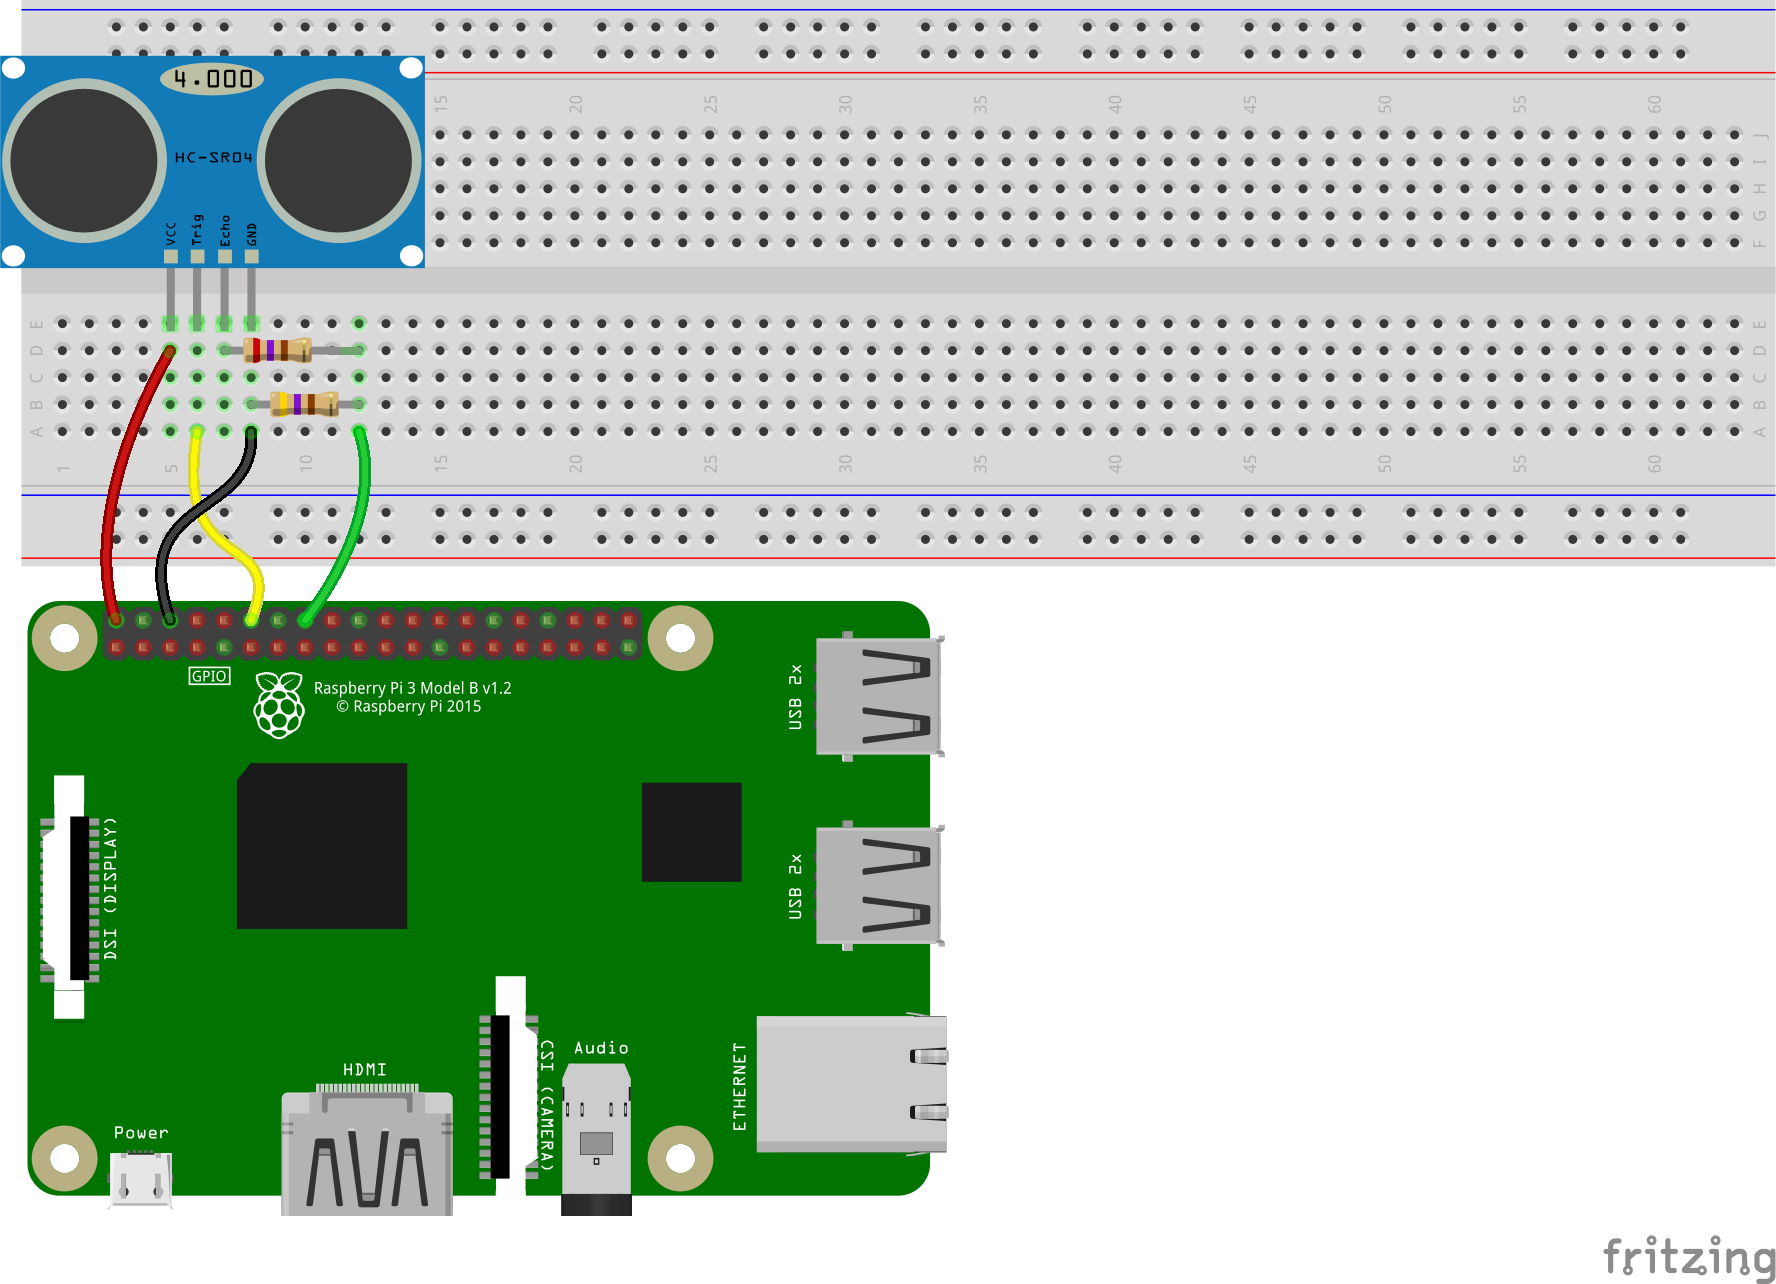 4.000
HC-SR04
VCC Trig Echo GND
15 20 25 30 35 40 45 50 55 60
J
I
H
G
F
E E
D D
C C
B B
A A
1 5 10 15 20 25 30 35 40 45 50 55 60
GPIO
Raspberry Pi 3 Model B v1.2
© Raspberry Pi 2015
USB 2x
USB 2x
DSI (DISPLAY)
CSI (CAMERA)
Audio
ETHERNET
HDMI
Power
fritzing